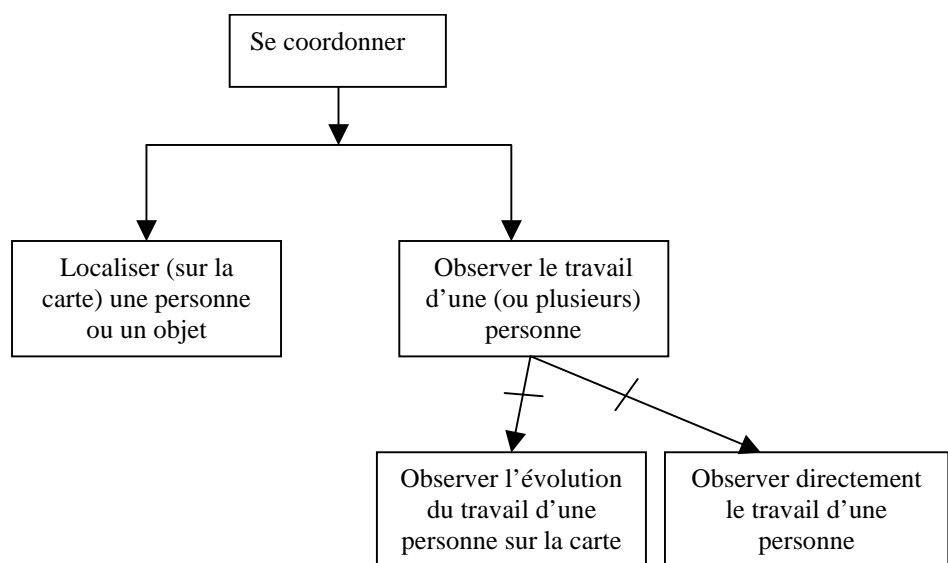 Se coordonner
Localiser (sur la
carte) une personne
ou un objet
Observer le travail
d’une (ou plusieurs)
personne
Observer l’évolution
du travail d’une
personne sur la carte
Observer directement
le travail d’une
personne